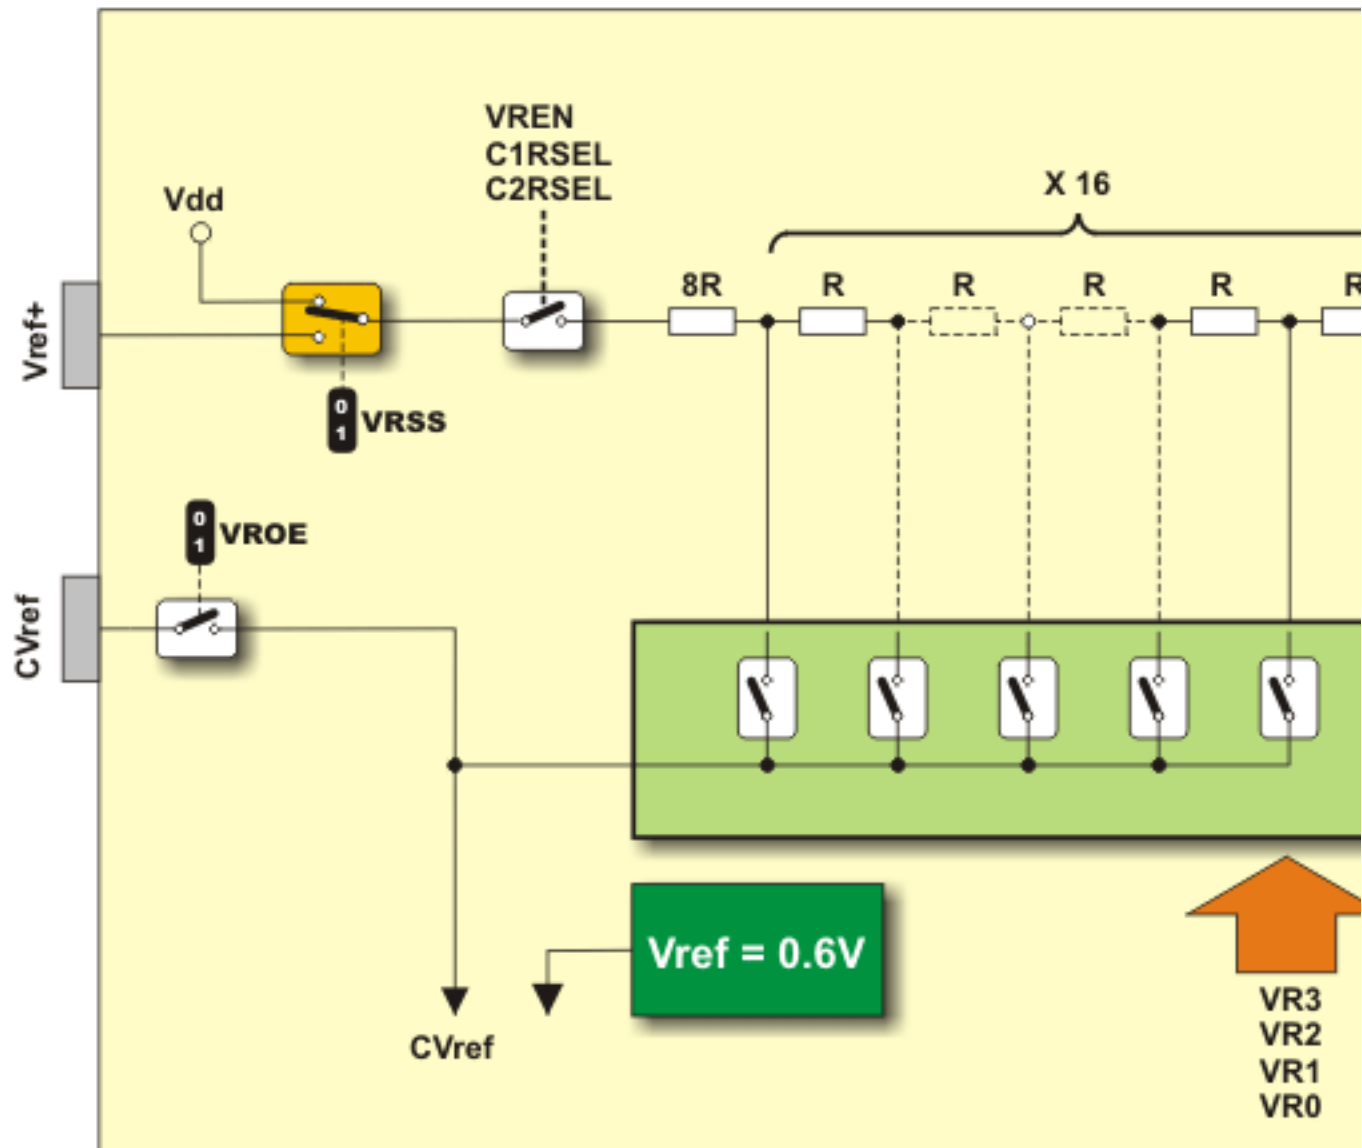 VREN
C1RSEL
C2RSEL
X 16
Vdd
8R
R
R
R
R
R
Vref+
0
1
VRSS
0
1
VROE
CVref
Vref = 0.6V
CVref
VR3
VR2
VR1
VR0